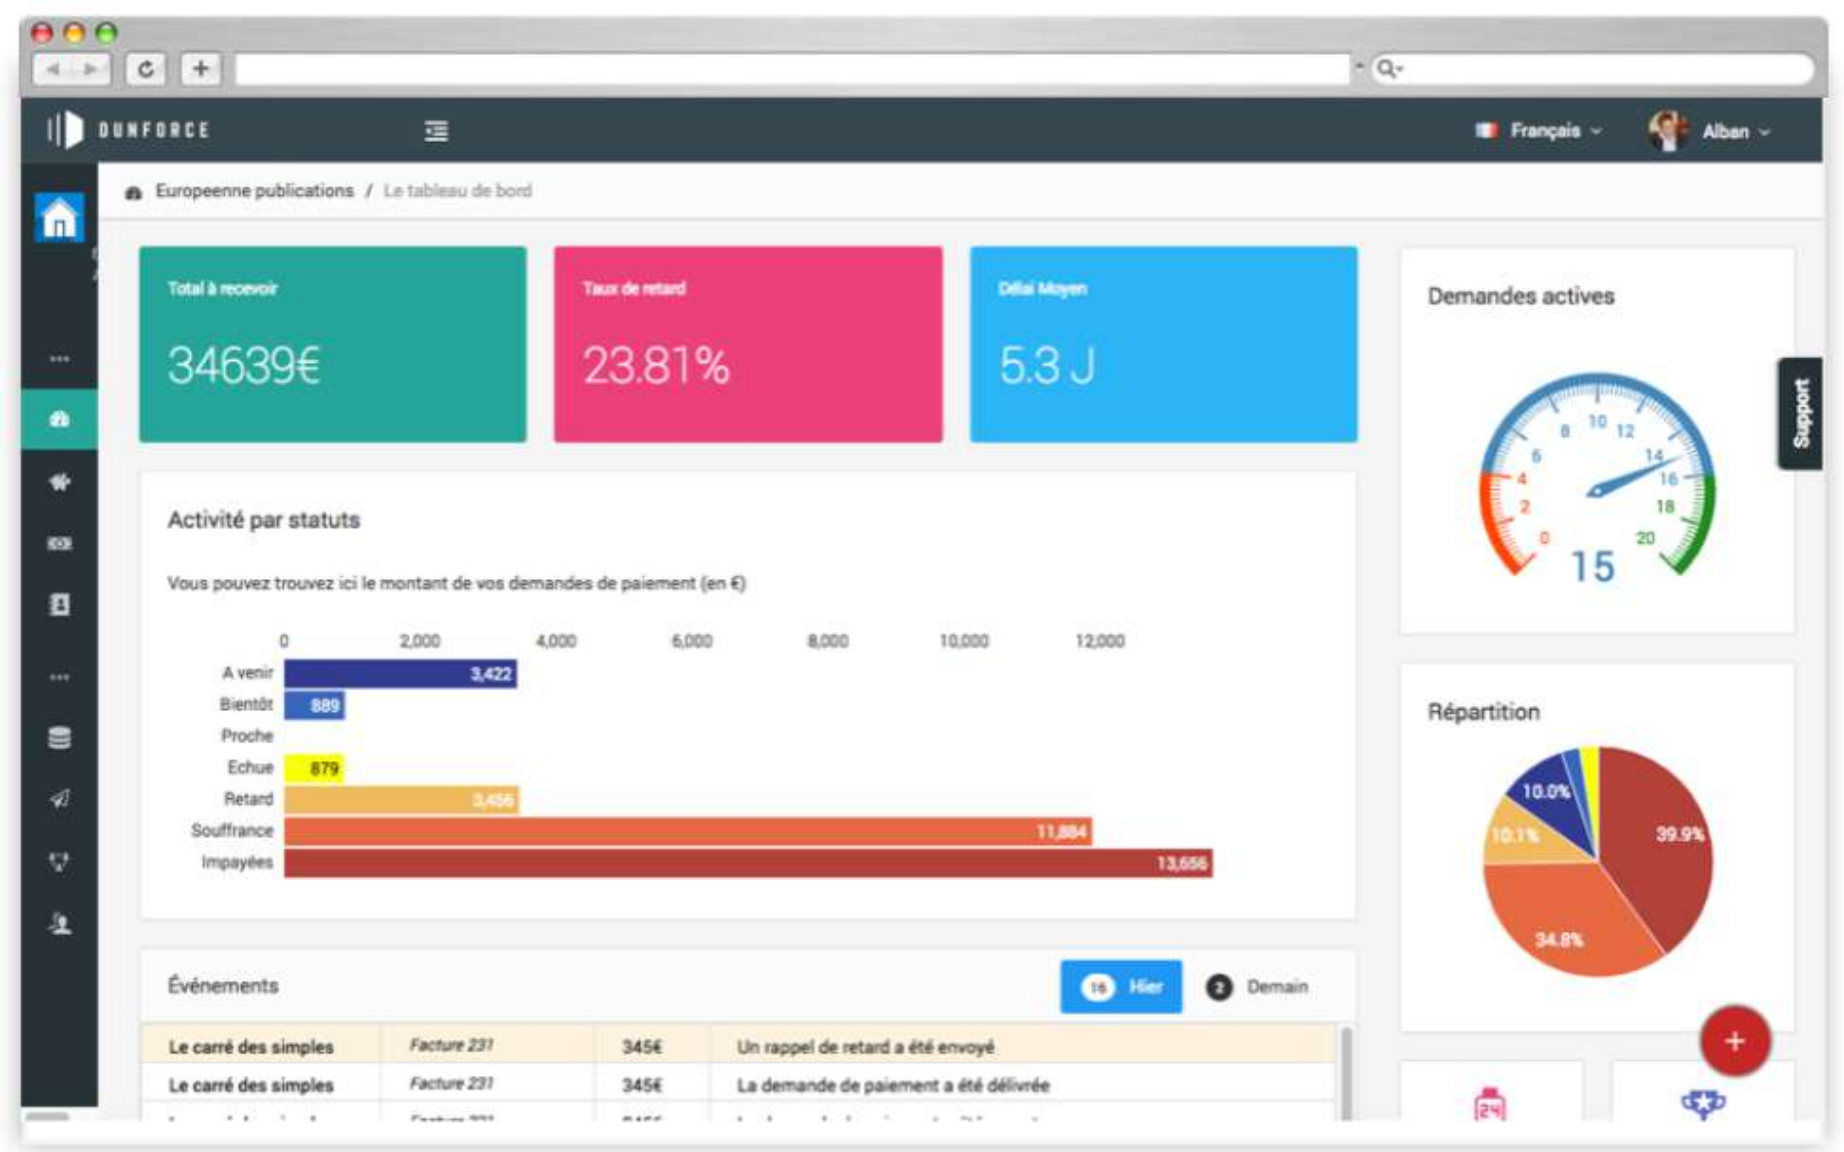 DUNFORCE
Français
Alban
Europeenne publications / Le tableau de bord
Total à recevoir
34639€
Taux de retard
23.81%
Délai Moyen
5.3 J
Demandes actives
0
2
4
6
8
10
12
14
16
18
20
15
Support
Activité par statuts
Vous pouvez trouvez ici le montant de vos demandes de paiement (en €)
0 2,000 4,000 6,000 8,000 10,000 12,000
A venir 3,422
Bientôt 889
Proche
Echue 879
Retard 3,456
Souffrance 11,884
Impayées 13,656
Répartition
10.0%
10.1%
39.9%
34.8%
Événements
16 Hier
2 Demain
Le carré des simples Facture 231 345€ Un rappel de retard a été envoyé
Le carré des simples Facture 231 345€ La demande de paiement a été délivrée
24